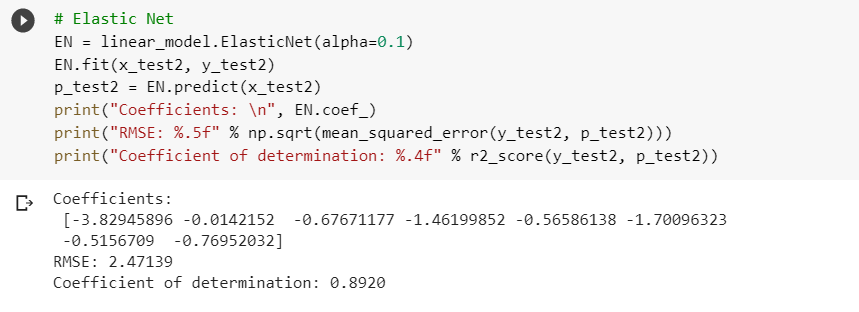 # Elastic Net
EN = linear_model.ElasticNet(alpha=0.1)
EN.fit(x_test2, y_test2)
p_test2 = EN.predict(x_test2)
print("Coefficients: \n", EN.coef_)
print("RMSE: %.5f" % np.sqrt(mean_squared_error(y_test2, p_test2)))
print("Coefficient of determination: %.4f" % r2_score(y_test2, p_test2))
Coefficients:
[-3.82945896 -0.0142152  -0.67671177 -1.46199852 -0.56586138 -1.70096323
-0.5156709  -0.76952032]
RMSE: 2.47139
Coefficient of determination: 0.8920